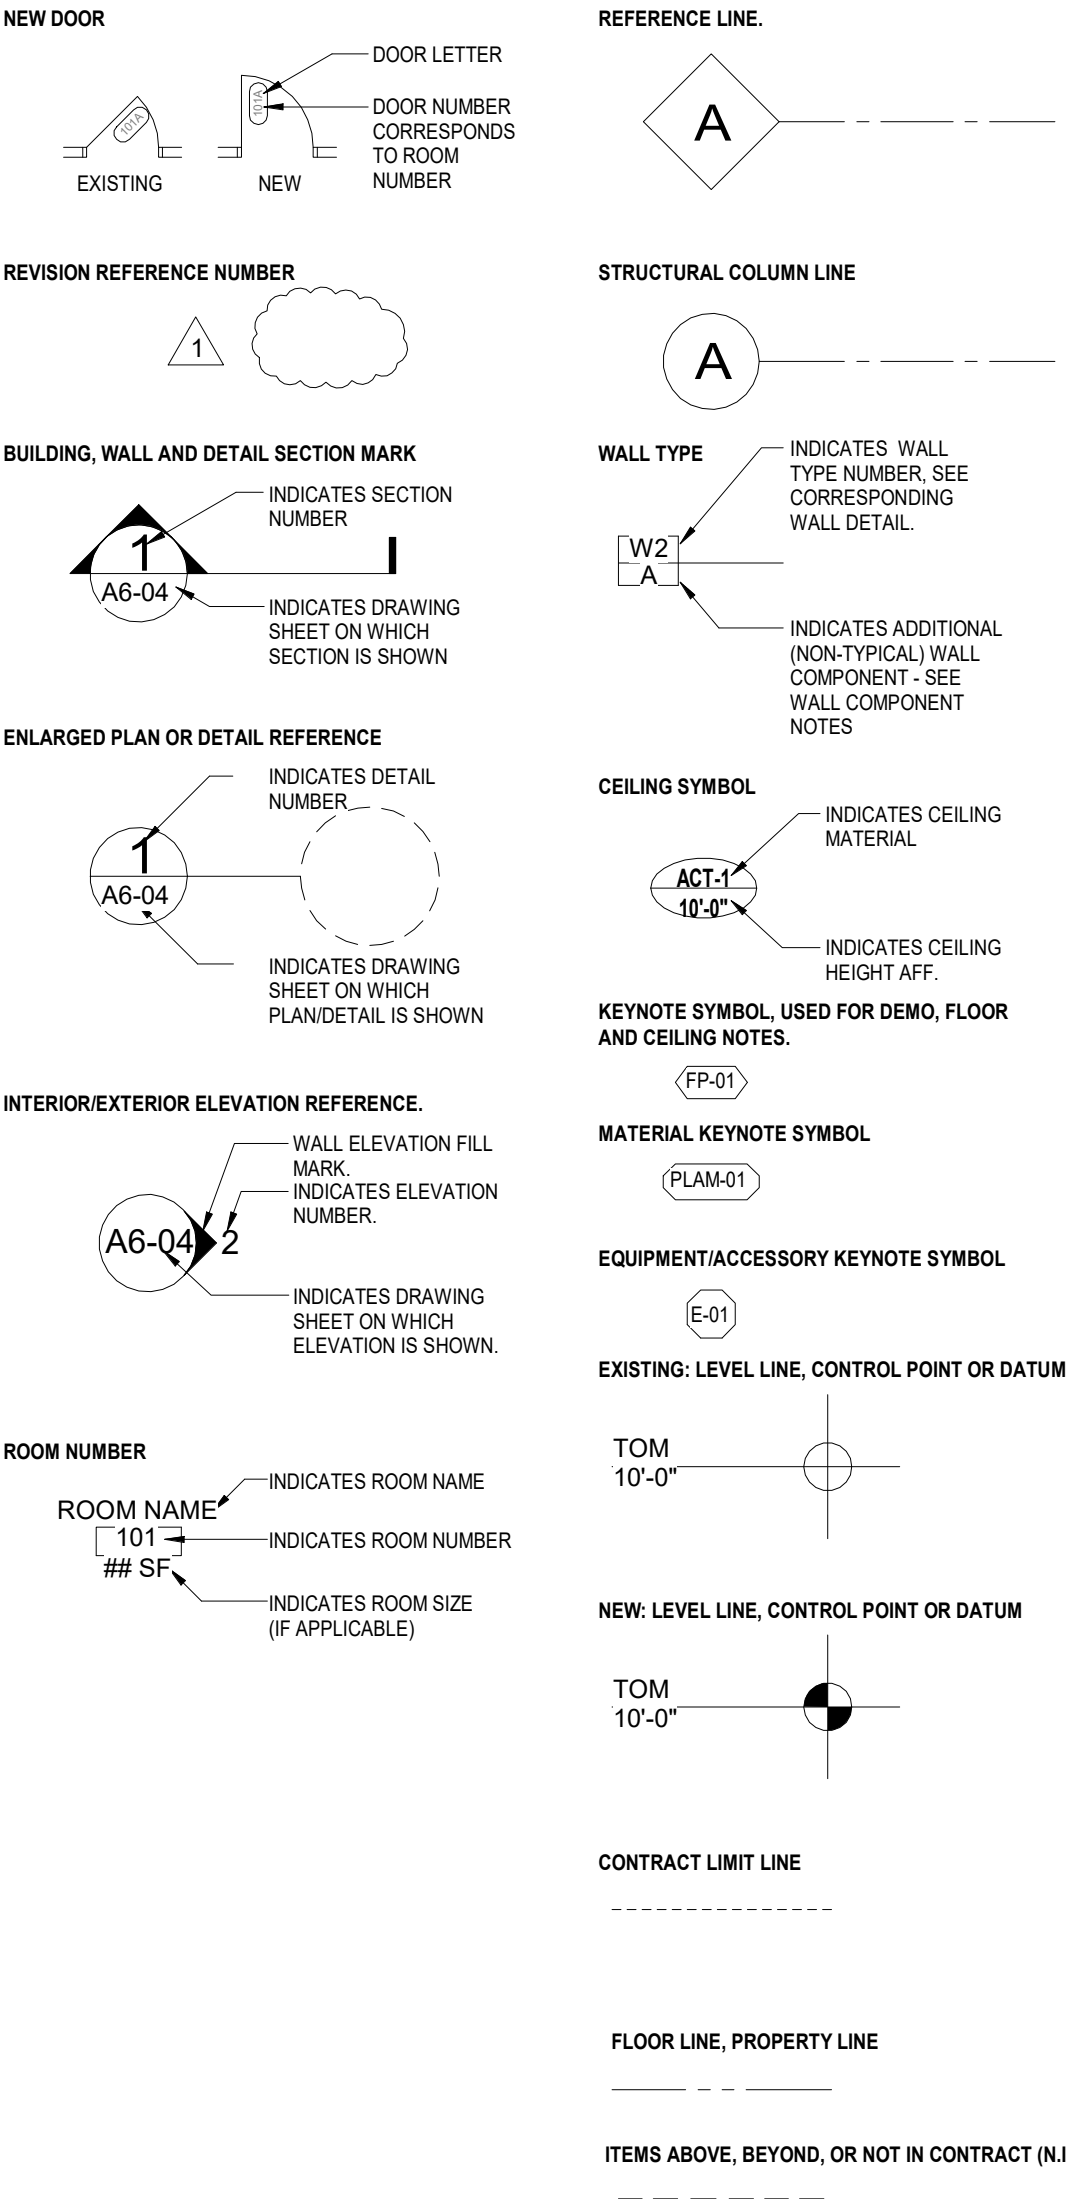 NEW DOOR
DOOR LETTER
101A
101A
DOOR NUMBER
CORRESPONDS
TO ROOM
NUMBER
EXISTING
NEW
REVISION REFERENCE NUMBER
1
BUILDING, WALL AND DETAIL SECTION MARK
INDICATES SECTION
NUMBER
1
A6-04
INDICATES DRAWING
SHEET ON WHICH
SECTION IS SHOWN
ENLARGED PLAN OR DETAIL REFERENCE
INDICATES DETAIL
NUMBER
1
A6-04
INDICATES DRAWING
SHEET ON WHICH
PLAN/DETAIL IS SHOWN
INTERIOR/EXTERIOR ELEVATION REFERENCE.
WALL ELEVATION FILL
MARK.
INDICATES ELEVATION
NUMBER.
A6-04
2
INDICATES DRAWING
SHEET ON WHICH
ELEVATION IS SHOWN.
ROOM NUMBER
INDICATES ROOM NAME
ROOM NAME
101
INDICATES ROOM NUMBER
## SF
INDICATES ROOM SIZE
(IF APPLICABLE)
REFERENCE LINE.
A
STRUCTURAL COLUMN LINE
A
WALL TYPE
INDICATES WALL
TYPE NUMBER, SEE
CORRESPONDING
WALL DETAIL.
W2
A
INDICATES ADDITIONAL
(NON-TYPICAL) WALL
COMPONENT - SEE
WALL COMPONENT
NOTES
CEILING SYMBOL
INDICATES CEILING
MATERIAL
ACT-1
10'-0"
INDICATES CEILING
HEIGHT AFF.
KEYNOTE SYMBOL, USED FOR DEMO, FLOOR
AND CEILING NOTES.
FP-01
MATERIAL KEYNOTE SYMBOL
PLAM-01
EQUIPMENT/ACCESSORY KEYNOTE SYMBOL
E-01
EXISTING: LEVEL LINE, CONTROL POINT OR DATUM
TOM
10'-0"
NEW: LEVEL LINE, CONTROL POINT OR DATUM
TOM
10'-0"
CONTRACT LIMIT LINE
FLOOR LINE, PROPERTY LINE
ITEMS ABOVE, BEYOND, OR NOT IN CONTRACT (N.I